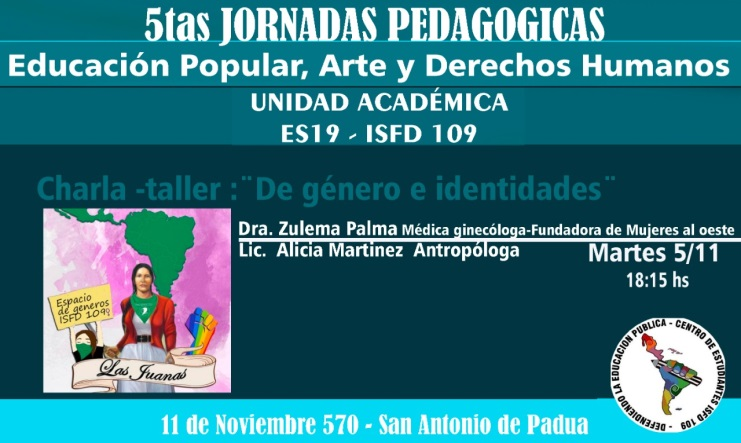 5tas JORNADAS PEDAGOGICAS
Educación Popular, Arte y Derechos Humanos
UNIDAD ACADÉMICA
ES19 - ISFD 109
Charla -taller :¨De género e identidades¨
Dra. Zulema Palma Médica ginecóloga-Fundadora de Mujeres al oeste
Lic. Alicia Martinez Antropóloga
Martes 5/11
18:15 hs
Espacio
de géneros
ISFD 109
Las Juanas
DEFENDIENDO LA EDUCACION PUBLICA - CENTRO DE ESTUDIANTES ISFD 109 -
11 de Noviembre 570 - San Antonio de Padua